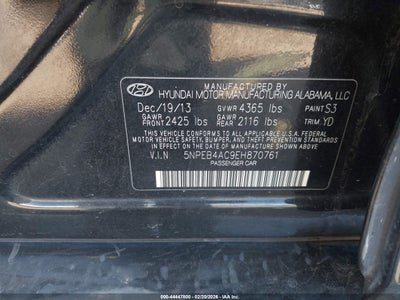 MANUFACTURED BY
HYUNDAI MOTOR MANUFACTURING ALABAMA, LLC
Dec/19/13 GVWR 4365 lbs PAINT S3
GAWR FRONT 2425 lbs GAWR REAR 2116 lbs TRIM YD
THIS VEHICLE CONFORMS TO ALL APPLICABLE
U.S. FEDERAL MOTOR VEHICLE SAFETY,
BUMPER, AND THEFT PREVENTION STANDARDS IN
EFFECT ON THE DATE OF MANUFACTURE SHOWN ABOVE.
V.I.N 5NPEB4AC9EH870761
PASSENGER CAR
000-44447800 - 02/20/2026 - IAAI.COM